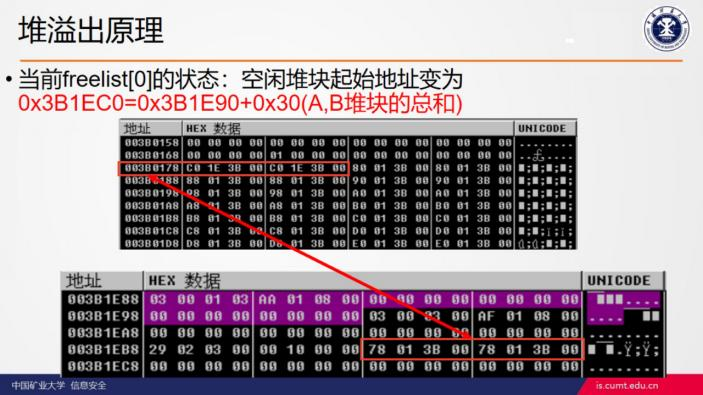 堆溢出原理
• 当前freelist[0]的状态：空闲堆块起始地址变为
0x3B1EC0=0x3B1E90+0x30(A,B堆块的总和)
地址 HEX 数据 UNICODE
003B0158 00 00 00 00 00 00 00 00 00 00 00 00 00 00 00 00
003B0168 00 00 00 00 01 00 00 00 00 00 00 00 00 00 00 00
003B0178 C0 1E 3B 00 C0 1E 3B 00 80 01 3B 00 80 01 3B 00
003B0188 88 01 3B 00 88 01 3B 00 90 01 3B 00 90 01 3B 00
003B0198 98 01 3B 00 98 01 3B 00 A0 01 3B 00 A0 01 3B 00
003B01A8 A8 01 3B 00 A8 01 3B 00 B0 01 3B 00 B0 01 3B 00
003B01B8 B8 01 3B 00 B8 01 3B 00 C0 01 3B 00 C0 01 3B 00
003B01C8 C8 01 3B 00 C8 01 3B 00 D0 01 3B 00 D0 01 3B 00
003B01D8 D8 01 3B 00 D8 01 3B 00 E0 01 3B 00 E0 01 3B 00
地址 HEX 数据 UNICODE
003B1E88 03 00 01 03 AA 01 08 00 00 00 00 00 00 00 00 00
003B1E98 00 00 00 00 00 00 00 00 03 00 03 00 AF 01 08 00
003B1EA8 00 00 00 00 00 00 00 00 00 00 00 00 00 00 00 00
003B1EB8 29 02 03 00 00 10 00 00 78 01 3B 00 78 01 3B 00
003B1EC8 00 00 00 00 00 00 00 00 00 00 00 00 00 00 00 00
中国矿业大学 信息安全 is.cumt.edu.cn